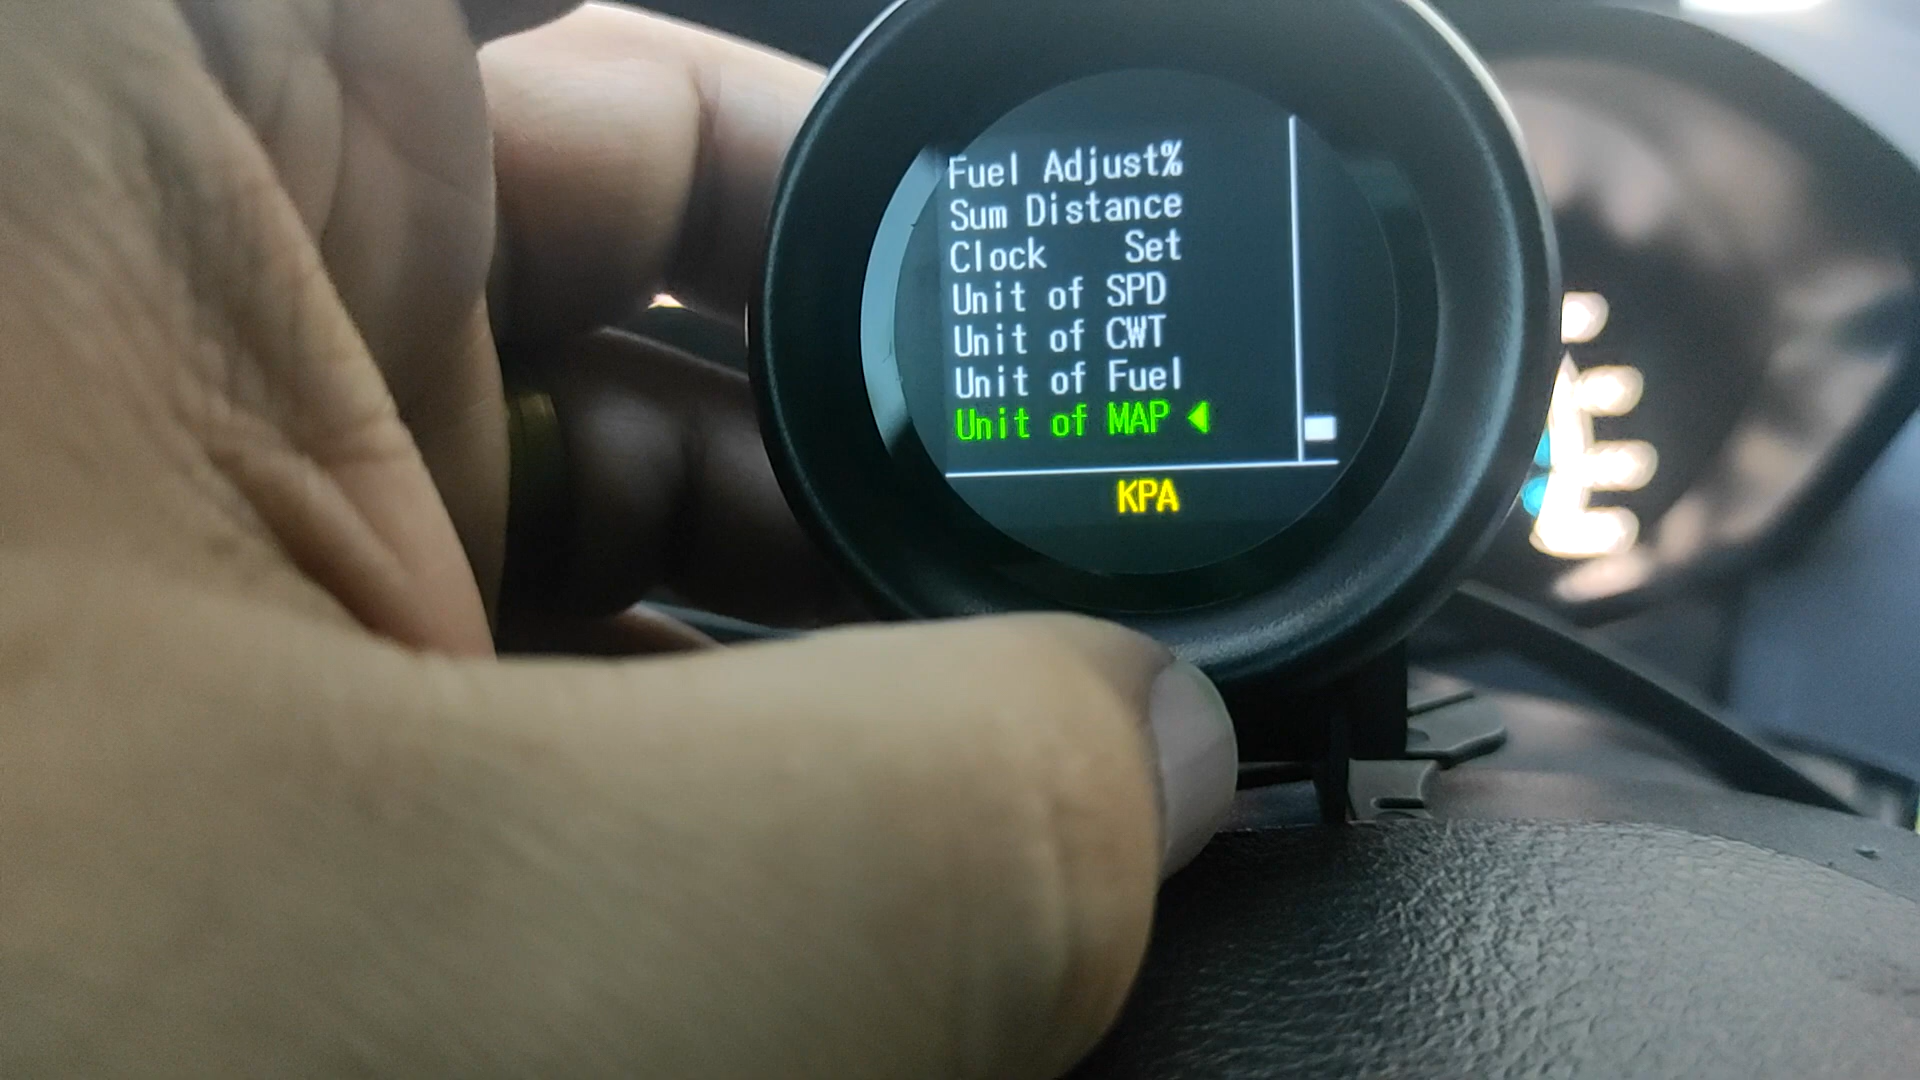 Fuel Adjust%
Sum Distance
Clock Set
Unit of SPD
Unit of CWT
Unit of Fuel
Unit of MAP
KPA